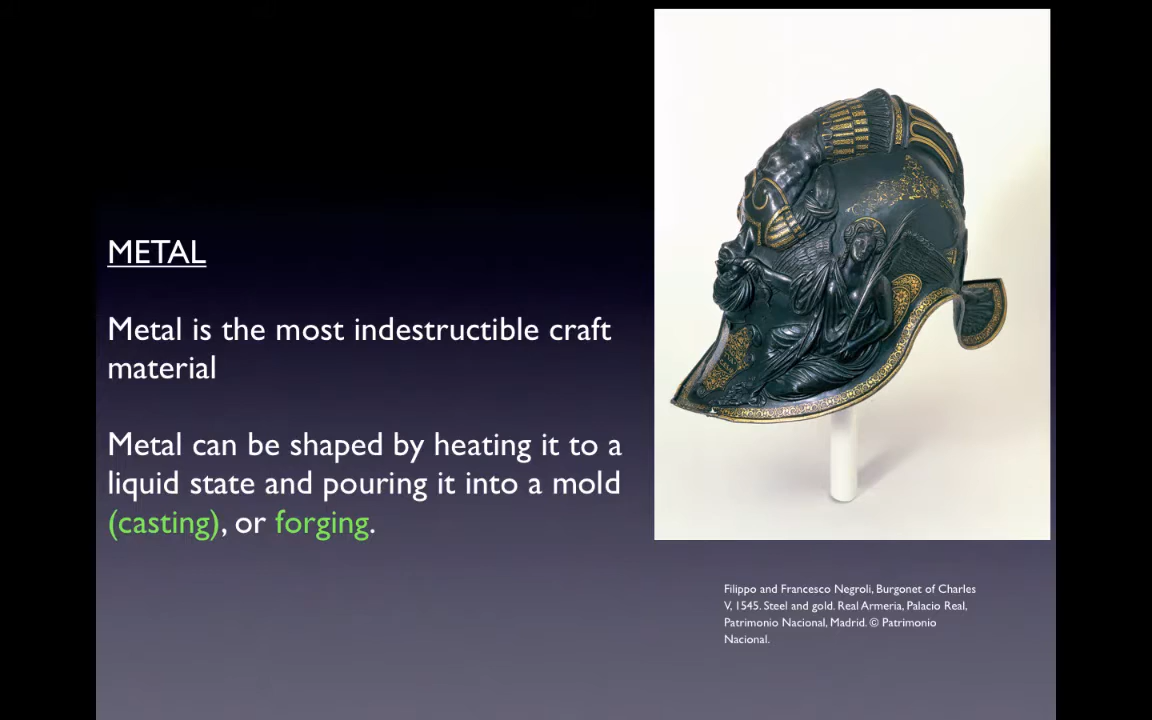 METAL
Metal is the most indestructible craft
material
Metal can be shaped by heating it to a
liquid state and pouring it into a mold
(casting), or forging.
Filippo and Francesco Negroli, Burgonet of Charles
V, 1545. Steel and gold. Real Armeria, Palacio Real,
Patrimonio Nacional, Madrid. © Patrimonio
Nacional.